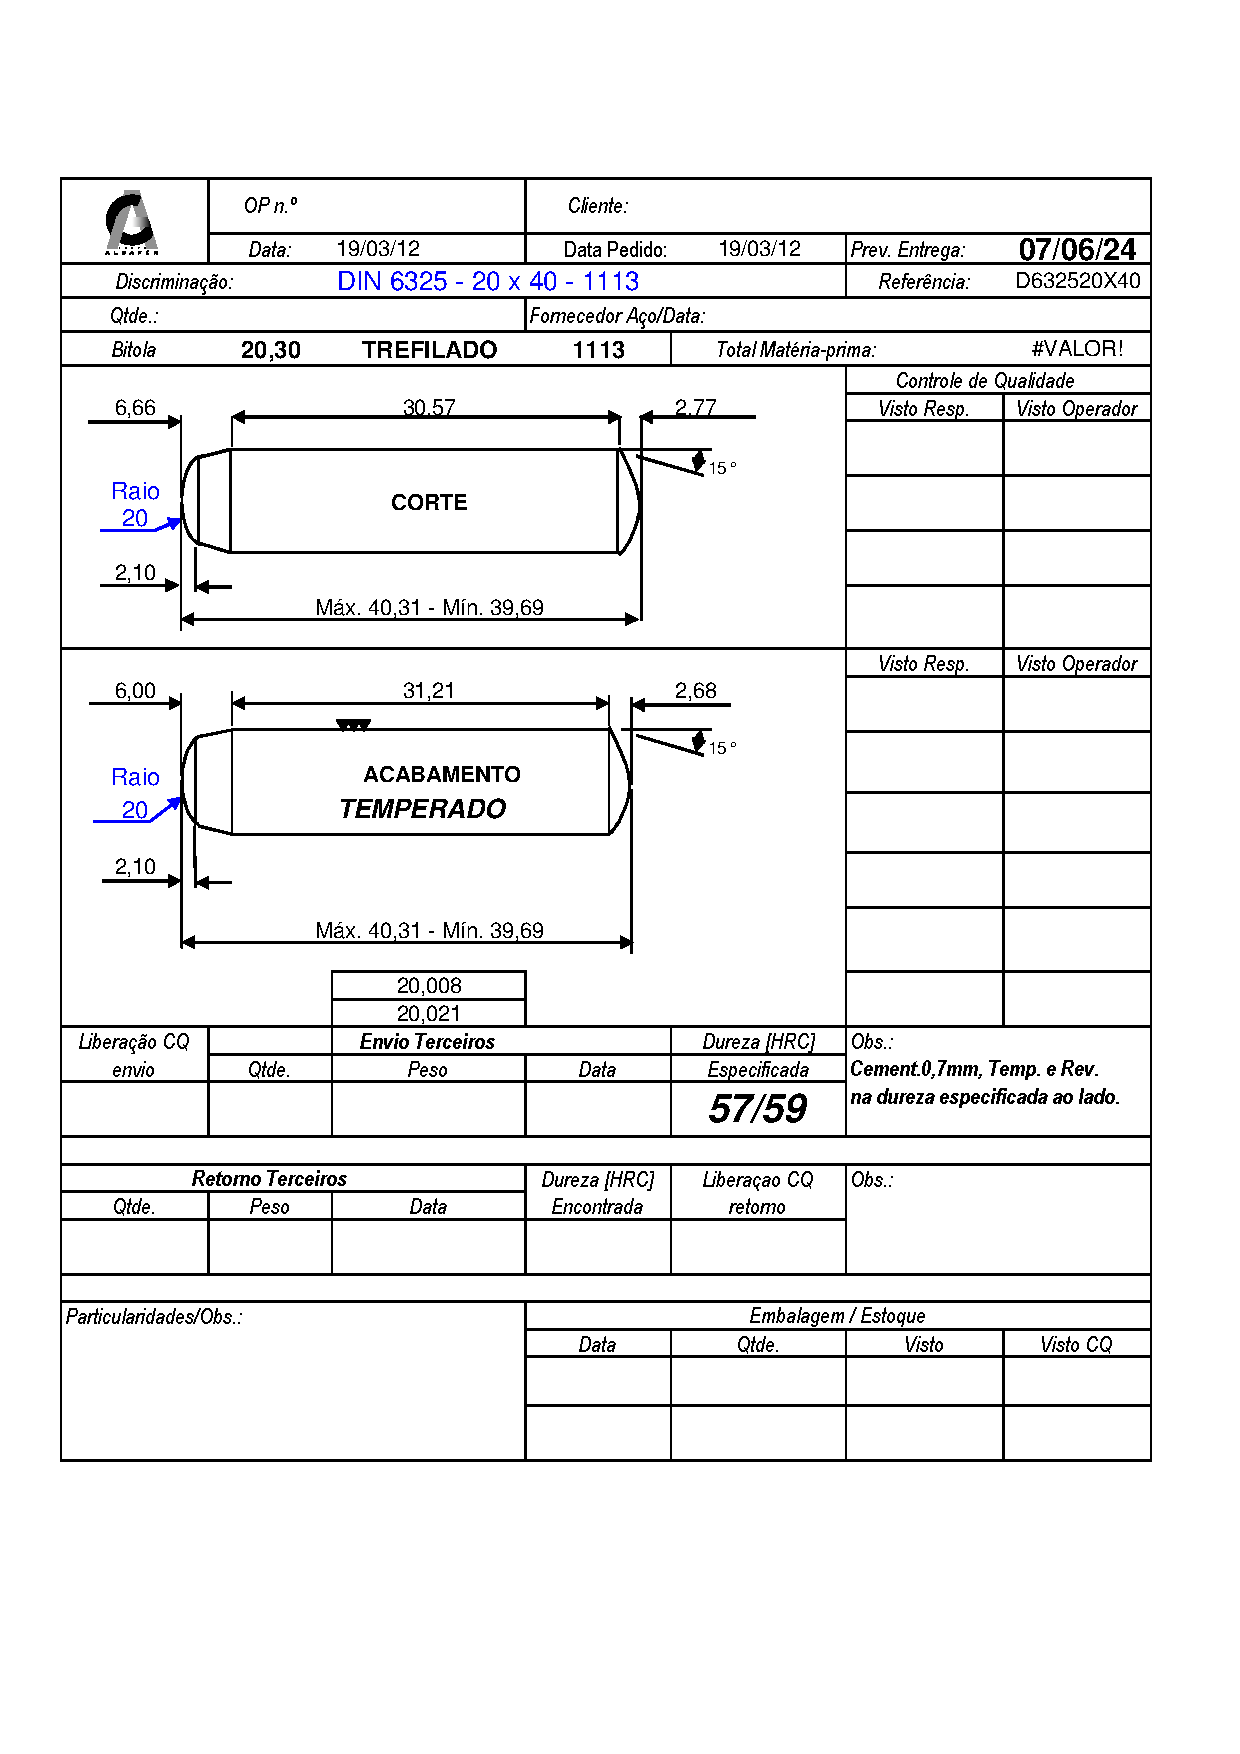 ALBAFER
OP n.º Cliente:
Data: 19/03/12 Data Pedido: 19/03/12 Prev. Entrega: 07/06/24
Discriminação: DIN 6325 - 20 x 40 - 1113 Referência: D632520X40
Qtde.: Fornecedor Aço/Data:
Bitola 20,30 TREFILADO 1113 Total Matéria-prima: #VALOR!
Controle de Qualidade
6,66 30,57 2,77 Visto Resp. Visto Operador
15 º
Raio
20
CORTE
2,10
Máx. 40,31 - Mín. 39,69
Visto Resp. Visto Operador
6,00 31,21 2,68
15 º
Raio
20
ACABAMENTO
TEMPERADO
2,10
Máx. 40,31 - Mín. 39,69
20,008
20,021
Liberação CQ Envio Terceiros Dureza [HRC] Obs.:
envio Qtde. Peso Data Especificada Cement.0,7mm, Temp. e Rev.
57/59 na dureza especificada ao lado.
Retorno Terceiros Dureza [HRC] Liberaçao CQ Obs.:
Qtde. Peso Data Encontrada retorno
Particularidades/Obs.: Embalagem / Estoque
Data Qtde. Visto Visto CQ